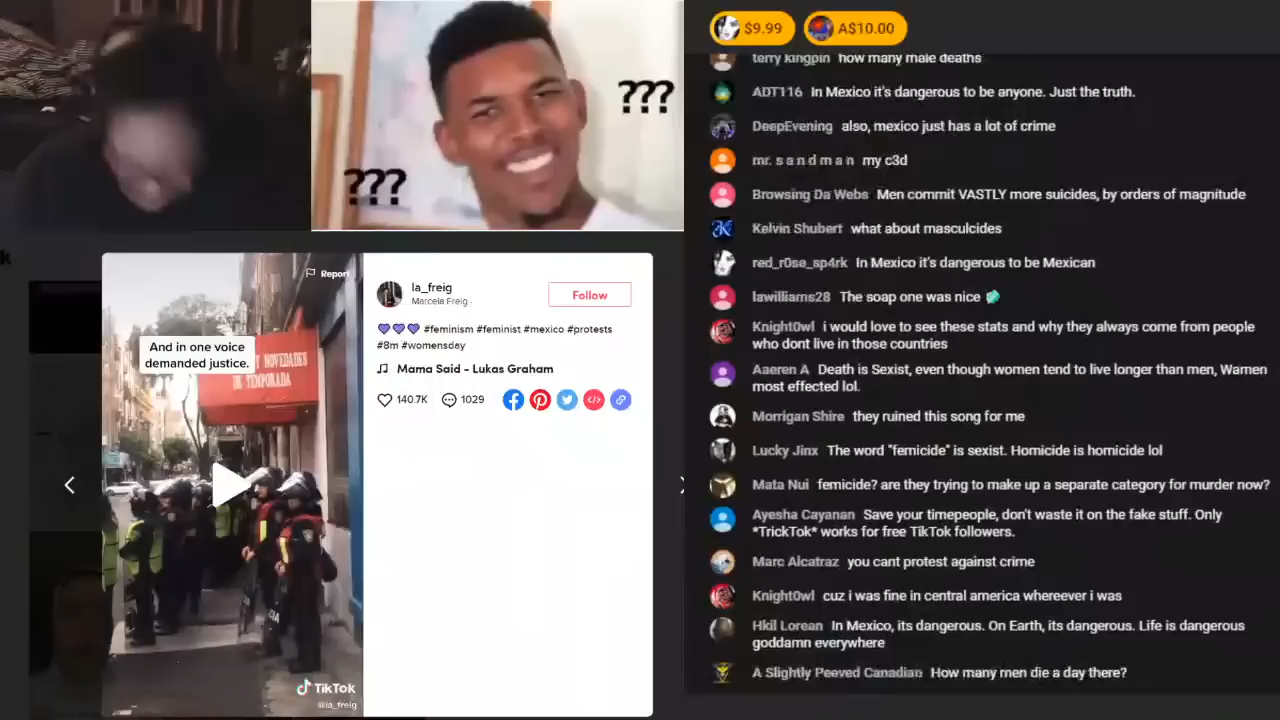 ???
???
k
Report
And in one voice
demanded justice.
T NOVEDADES
DE TEMPORADA
TikTok
@la_freig
la_freig
Marcela Freig ·
Follow
💜💜💜 #feminism #feminist #mexico #protests
#8m #womensday
Mama Said - Lukas Graham
140.7K
1029
$9.99
A$10.00
terry kingpin how many male deaths
ADT116 In Mexico it's dangerous to be anyone. Just the truth.
DeepEvening also, mexico just has a lot of crime
mr. s a n d m a n my c3d
Browsing Da Webs Men commit VASTLY more suicides, by orders of magnitude
Kelvin Shubert what about masculcides
red_r0se_sp4rk In Mexico it's dangerous to be Mexican
lawilliams28 The soap one was nice 🧼
Knight0wl i would love to see these stats and why they always come from people
who dont live in those countries
Aaeren A Death is Sexist, even though women tend to live longer than men, Wamen
most effected lol.
Morrigan Shire they ruined this song for me
Lucky Jinx The word "femicide" is sexist. Homicide is homicide lol
Mata Nui femicide? are they trying to make up a separate category for murder now?
Ayesha Cayanan Save your timepeople, don't waste it on the fake stuff. Only
*TrickTok* works for free TikTok followers.
Marc Alcatraz you cant protest against crime
Knight0wl cuz i was fine in central america whereever i was
Hkil Lorean In Mexico, its dangerous. On Earth, its dangerous. Life is dangerous
goddamn everywhere
A Slightly Peeved Canadian How many men die a day there?